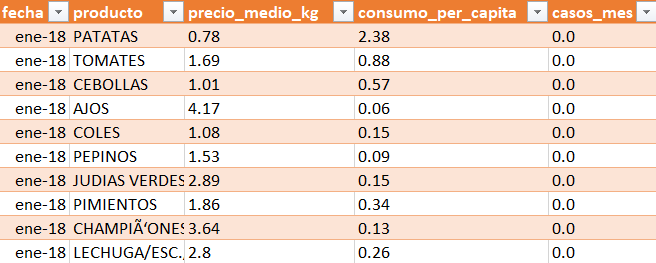 fecha producto precio_medio_kg consumo_per_capita casos_mes
ene-18 PATATAS 0.78 2.38 0.0
ene-18 TOMATES 1.69 0.88 0.0
ene-18 CEBOLLAS 1.01 0.57 0.0
ene-18 AJOS 4.17 0.06 0.0
ene-18 COLES 1.08 0.15 0.0
ene-18 PEPINOS 1.53 0.09 0.0
ene-18 JUDIAS VERDES 2.89 0.15 0.0
ene-18 PIMIENTOS 1.86 0.34 0.0
ene-18 CHAMPIÃ‘ONES 3.64 0.13 0.0
ene-18 LECHUGA/ESC. 2.8 0.26 0.0